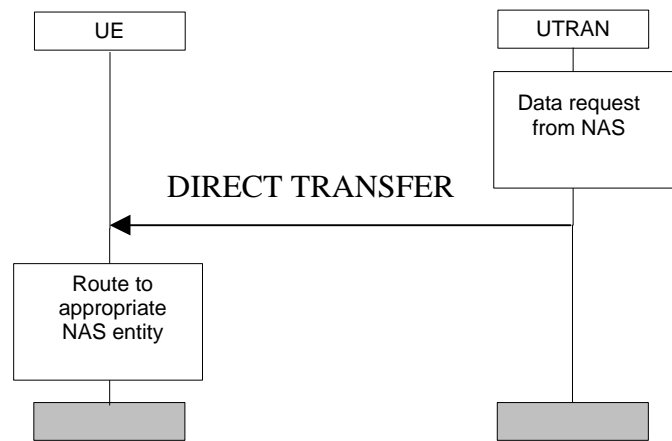 UE
UTRAN
Data request
from NAS
DIRECT TRANSFER
Route to
appropriate
NAS entity